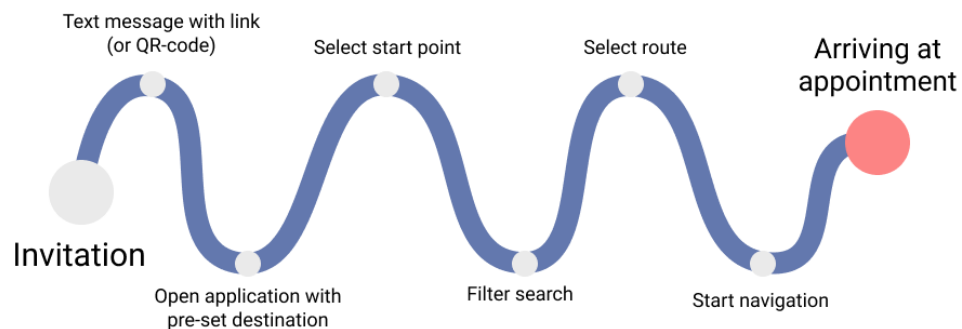 Text message with link
(or QR-code)
Select start point
Select route
Arriving at
appointment
Invitation
Open application with
pre-set destination
Filter search
Start navigation